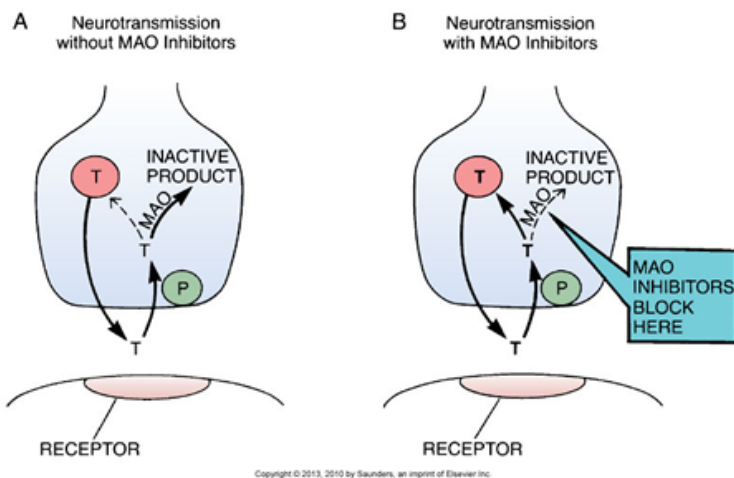 A
Neurotransmission
without MAO Inhibitors
T
INACTIVE
PRODUCT
MAO
T
P
T
RECEPTOR
B
Neurotransmission
with MAO Inhibitors
T
INACTIVE
PRODUCT
MAO
T
P
T
MAO
INHIBITORS
BLOCK
HERE
RECEPTOR
Copyright © 2013, 2010 by Saunders, an imprint of Elsevier Inc.